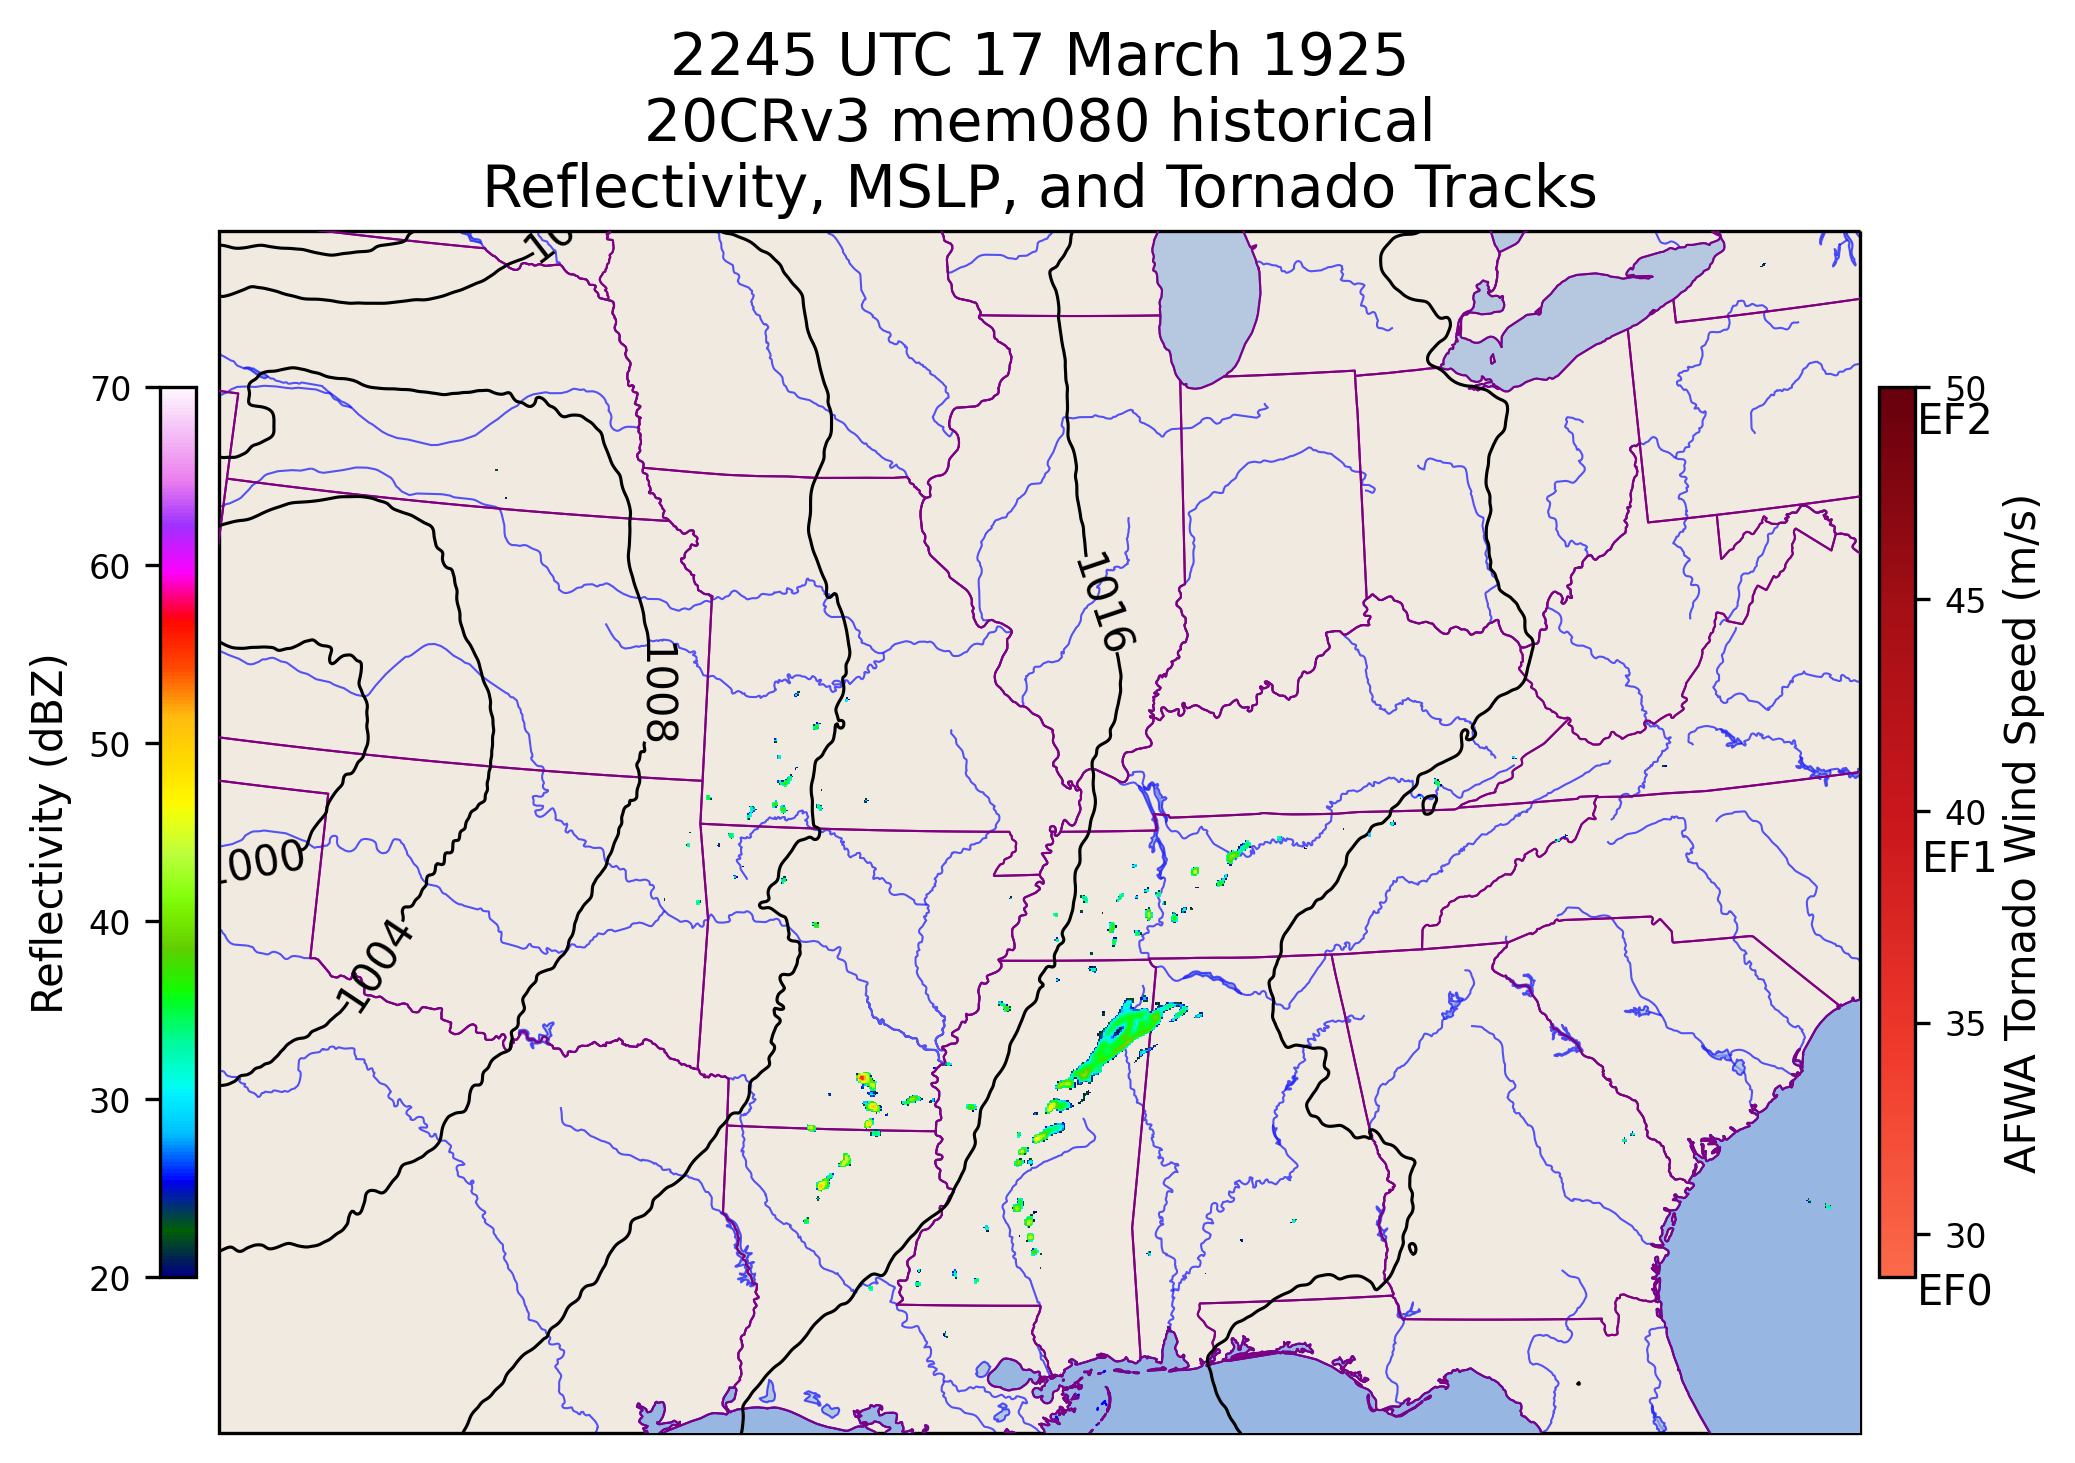 2245 UTC 17 March 1925
20CRv3 mem080 historical
Reflectivity, MSLP, and Tornado Tracks
10
1016
1008
1004
1000
Reflectivity (dBZ)
70
60
50
40
30
20
AFWA Tornado Wind Speed (m/s)
50
EF2
45
40
EF1
35
30
EF0